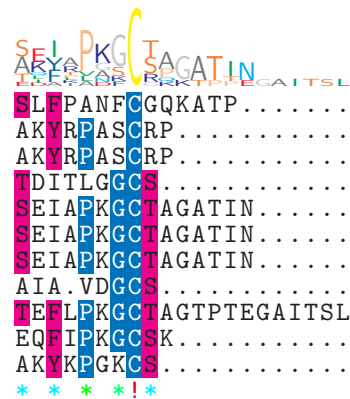 SLFPANFCGQKATP.......
AKYRPASCRP...........
AKYRPASCRP...........
TDITLGGCS............
SEIAPKGCTAGATIN......
SEIAPKGCTAGATIN......
SEIAPKGCTAGATIN......
AIA.VDGCS............
TEFLPKGCTAGTPTEGAITSL
EQFIPKGCSK...........
AKYKPGKCS............
* * * *!*